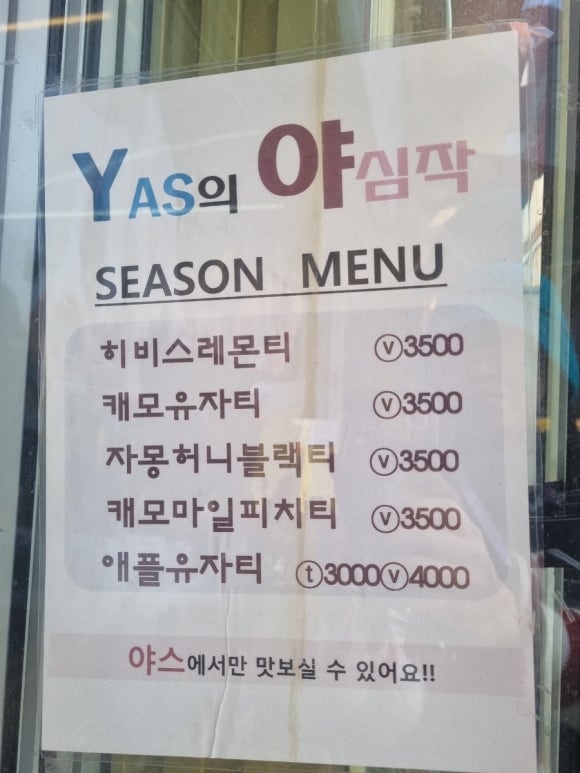 YAS의 야심작
SEASON MENU
히비스레몬티 ⓥ3500
캐모유자티 ⓥ3500
자몽허니블랙티 ⓥ3500
캐모마일피치티 ⓥ3500
애플유자티 ⓣ3000ⓥ4000
야스에서만 맛보실 수 있어요!!